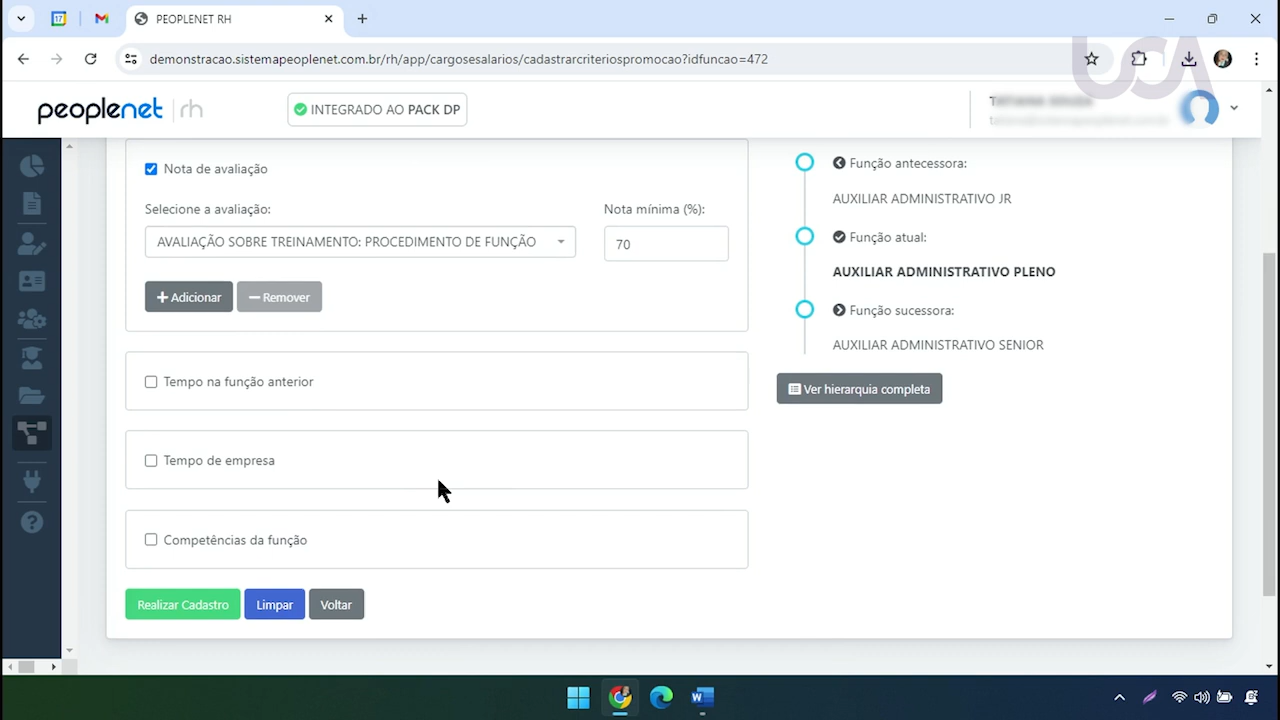 PEOPLENET RH
demonstracao.sistemapeoplenet.com.br/rh/app/cargosesalarios/cadastrarcriteriospromocao?idfuncao=472
UCA
peoplenet rh
INTEGRADO AO PACK DP
Nota de avaliação
Selecione a avaliação:
Nota mínima (%):
AVALIAÇÃO SOBRE TREINAMENTO: PROCEDIMENTO DE FUNÇÃO
70
Adicionar
Remover
Tempo na função anterior
Tempo de empresa
Competências da função
Realizar Cadastro
Limpar
Voltar
Função antecessora:
AUXILIAR ADMINISTRATIVO JR
Função atual:
AUXILIAR ADMINISTRATIVO PLENO
Função sucessora:
AUXILIAR ADMINISTRATIVO SENIOR
Ver hierarquia completa